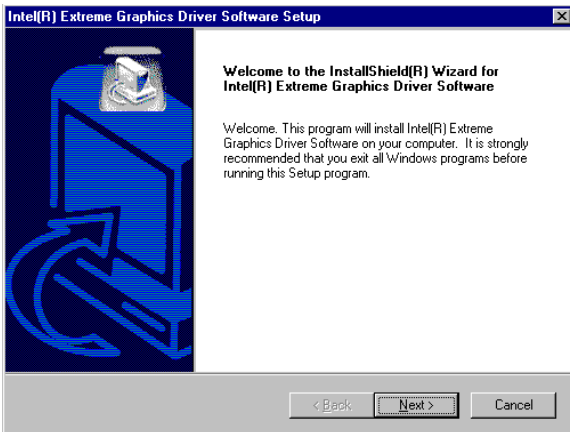 Intel(R) Extreme Graphics Driver Software Setup
Welcome to the InstallShield(R) Wizard for
Intel(R) Extreme Graphics Driver Software
Welcome. This program will install Intel(R) Extreme
Graphics Driver Software on your computer. It is strongly
recommended that you exit all Windows programs before
running this Setup program.
< Back Next > Cancel